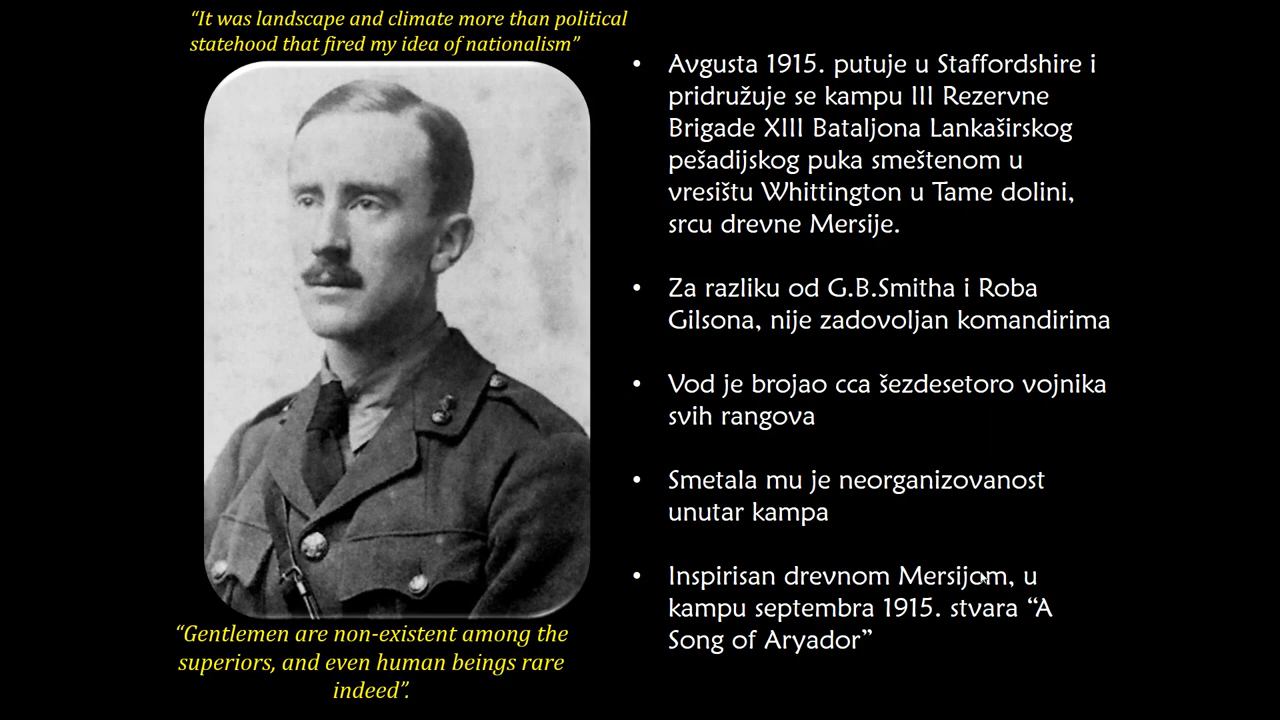 “It was landscape and climate more than political
statehood that fired my idea of nationalism”
• Avgusta 1915. putuje u Staffordshire i
pridružuje se kampu III Rezervne
Brigade XIII Bataljona Lankaširskog
pešadijskog puka smeštenom u
vresištu Whittington u Tame dolini,
srcu drevne Mersije.
• Za razliku od G.B.Smitha i Roba
Gilsona, nije zadovoljan komandirima
• Vod je brojao cca šezdesetoro vojnika
svih rangova
• Smetala mu je neorganizovanost
unutar kampa
• Inspirisan drevnom Mersijom, u
kampu septembra 1915. stvara “A
Song of Aryador”
“Gentlemen are non-existent among the
superiors, and even human beings rare
indeed”.